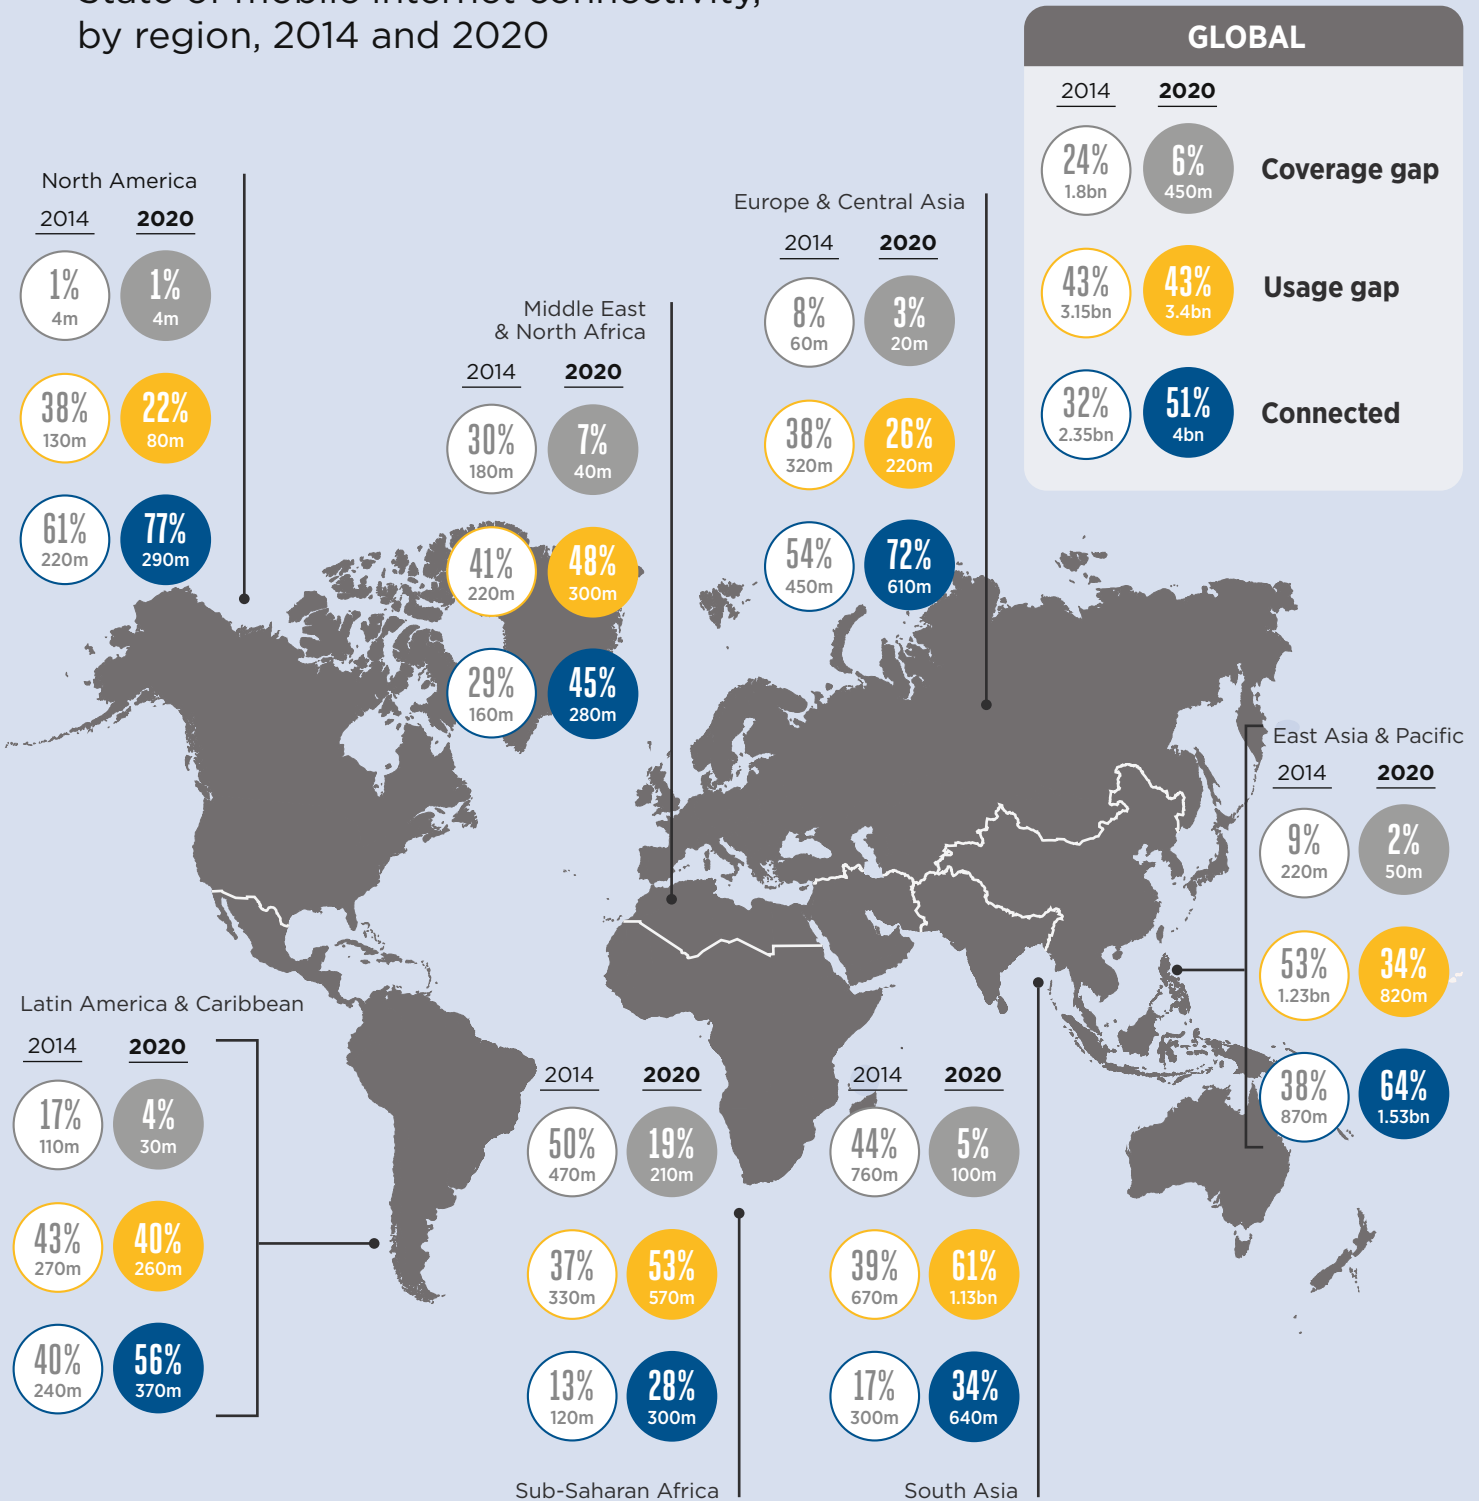 State of mobile internet connectivity,
by region, 2014 and 2020
GLOBAL
2014 2020
24% 1.8bn 6% 450m Coverage gap
43% 3.15bn 43% 3.4bn Usage gap
32% 2.35bn 51% 4bn Connected
North America
2014 2020
1% 4m 1% 4m
38% 130m 22% 80m
61% 220m 77% 290m
Middle East
& North Africa
2014 2020
30% 180m 7% 40m
41% 220m 48% 300m
29% 160m 45% 280m
Europe & Central Asia
2014 2020
8% 60m 3% 20m
38% 320m 26% 220m
54% 450m 72% 610m
East Asia & Pacific
2014 2020
9% 220m 2% 50m
53% 1.23bn 34% 820m
38% 870m 64% 1.53bn
Latin America & Caribbean
2014 2020
17% 110m 4% 30m
43% 270m 40% 260m
40% 240m 56% 370m
2014 2020
50% 470m 19% 210m
37% 330m 53% 570m
13% 120m 28% 300m
Sub-Saharan Africa
2014 2020
44% 760m 5% 100m
39% 670m 61% 1.13bn
17% 300m 34% 640m
South Asia